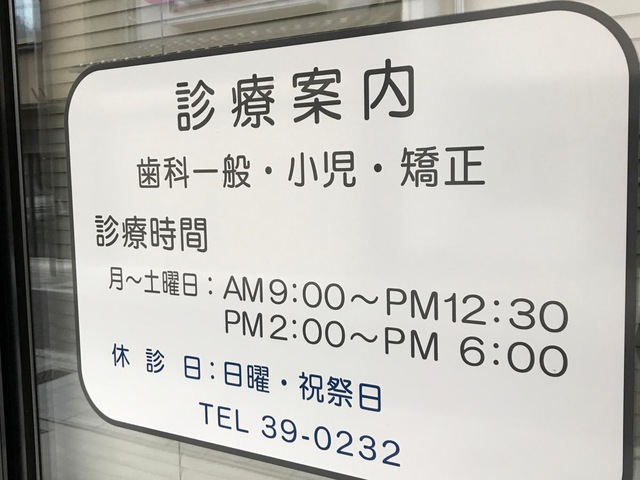 診療案内
歯科一般・小児・矯正
診療時間
月～土曜日：AM9:00～PM12:30
PM2:00～PM 6:00
休 診 日：日曜・祝祭日
TEL 39-0232